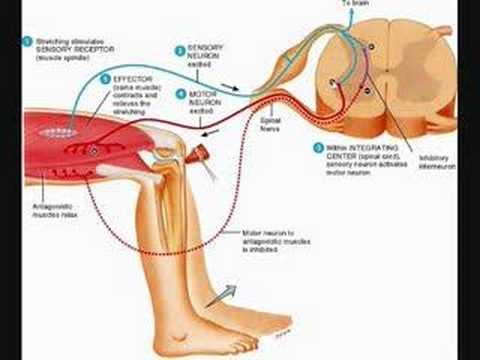 To brain
1 Stretching stimulates
SENSORY RECEPTOR
(muscle spindle)
2 SENSORY
NEURON
excited
5 EFFECTOR
(same muscle)
contracts and
relieves the
stretching
4 MOTOR
NEURON
excited
Spinal
Nerve
3 Within INTEGRATING
CENTER (spinal cord),
sensory neuron activates
motor neuron
Inhibitory
interneuron
Antagonistic
muscles relax
Motor neuron to
antagonistic muscles
is inhibited